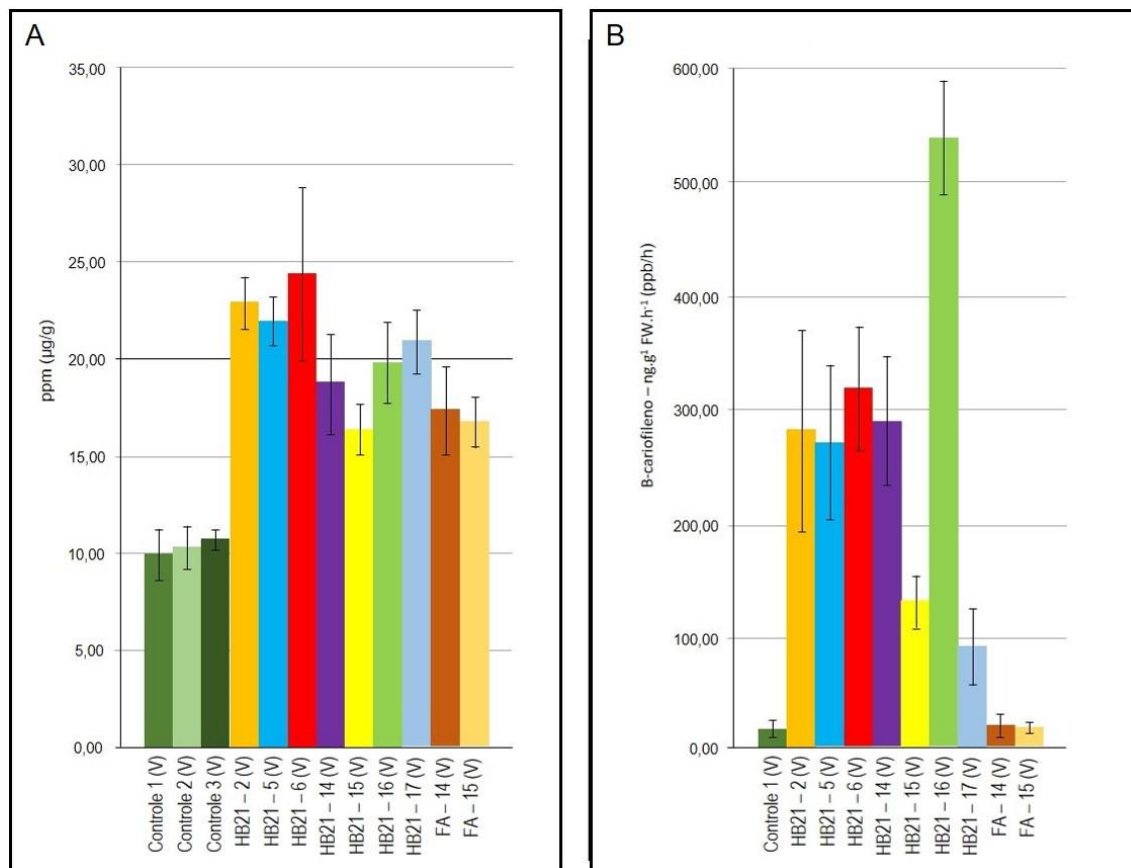 A
35,00
30,00
25,00
20,00
15,00
10,00
5,00
0,00
ppm (µg/g)
Controle 1 (V)
Controle 2 (V)
Controle 3 (V)
HB21 – 2 (V)
HB21 – 5 (V)
HB21 – 6 (V)
HB21 – 14 (V)
HB21 – 15 (V)
HB21 – 16 (V)
HB21 – 17 (V)
FA – 14 (V)
FA – 15 (V)
B
600,00
500,00
400,00
300,00
200,00
100,00
0,00
B-cariofileno – ng.g¹ FW.h⁻¹ (ppb/h)
Controle 1 (V)
HB21 – 2 (V)
HB21 – 5 (V)
HB21 – 6 (V)
HB21 – 14 (V)
HB21 – 15 (V)
HB21 – 16 (V)
HB21 – 17 (V)
FA – 14 (V)
FA – 15 (V)